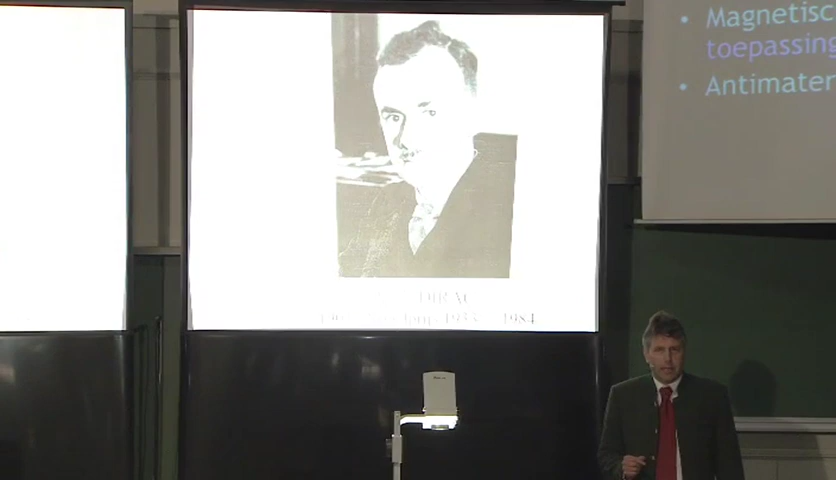 • Magnetisc
toepassing
• Antimater
DIRAC
1984